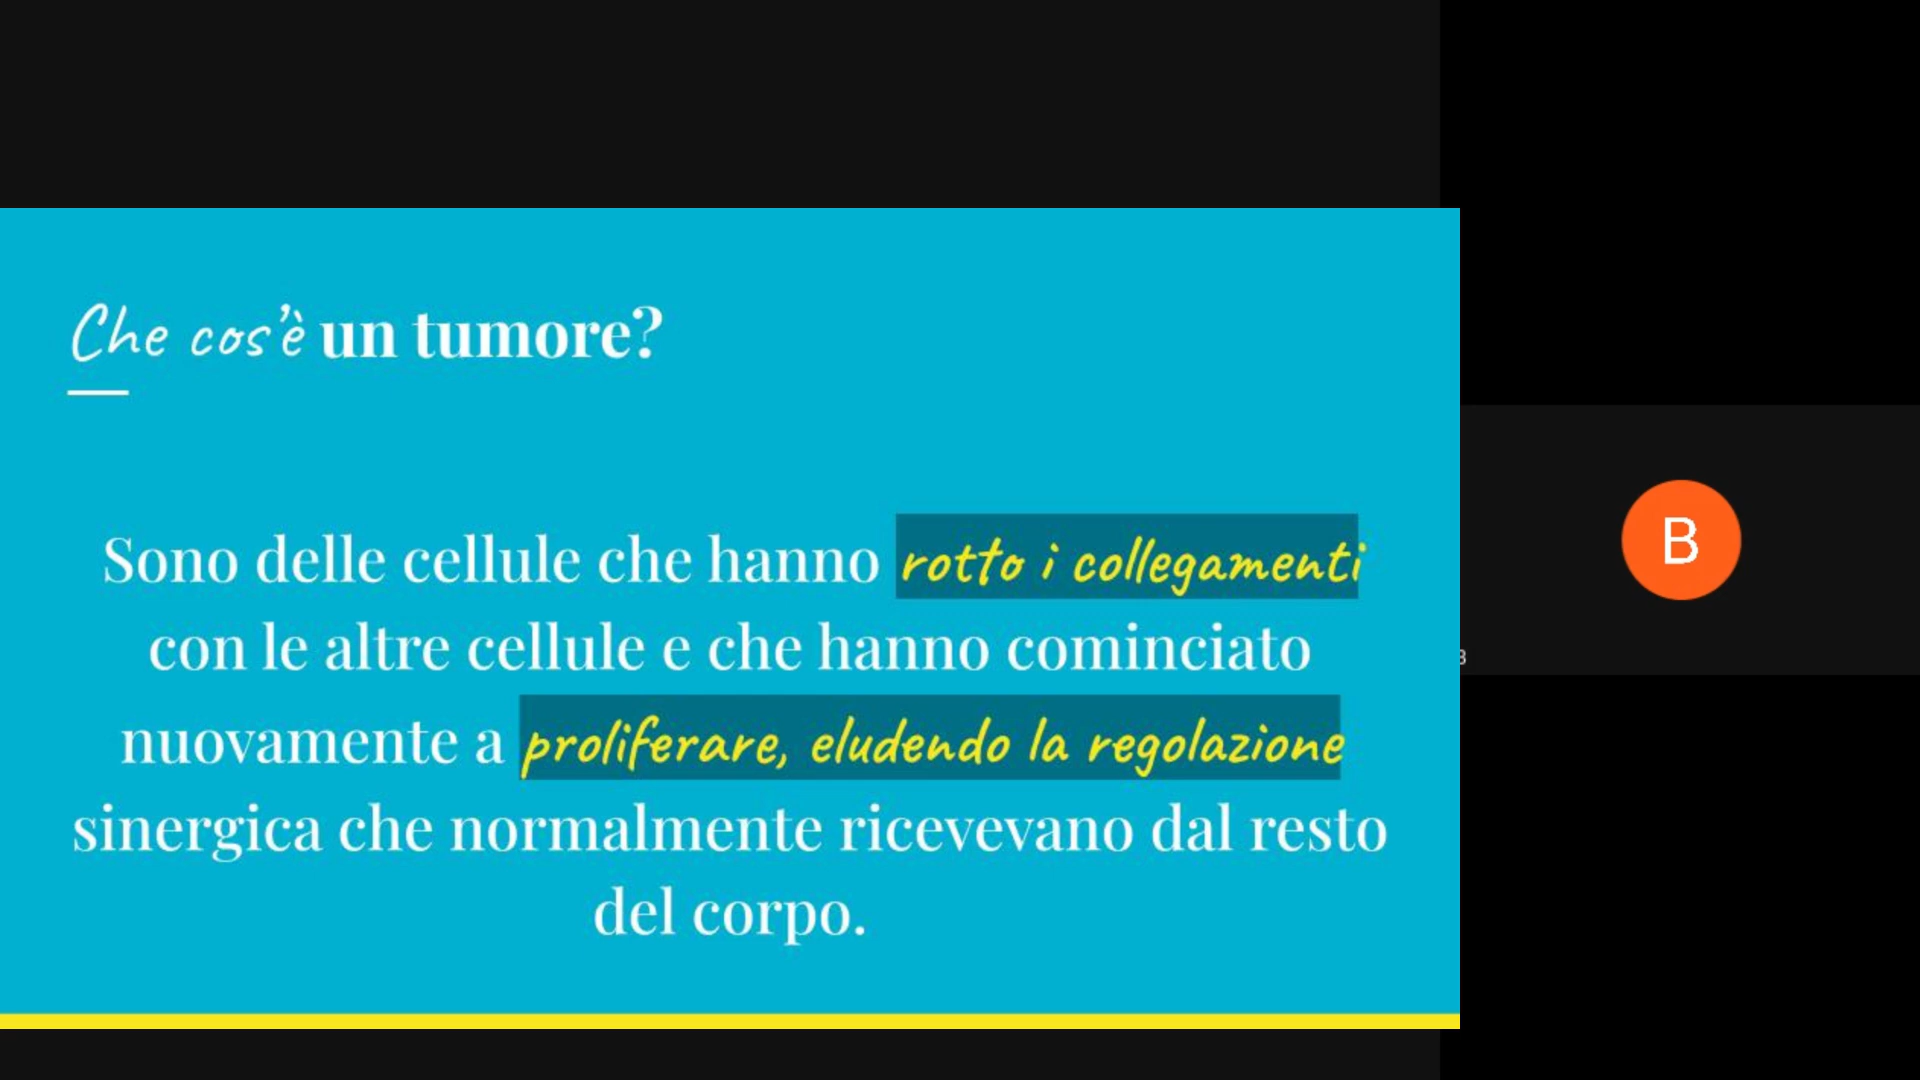 Che cos'è un tumore?
Sono delle cellule che hanno rotto i collegamenti
con le altre cellule e che hanno cominciato
nuovamente a proliferare, eludendo la regolazione
sinergica che normalmente ricevevano dal resto
del corpo.
B